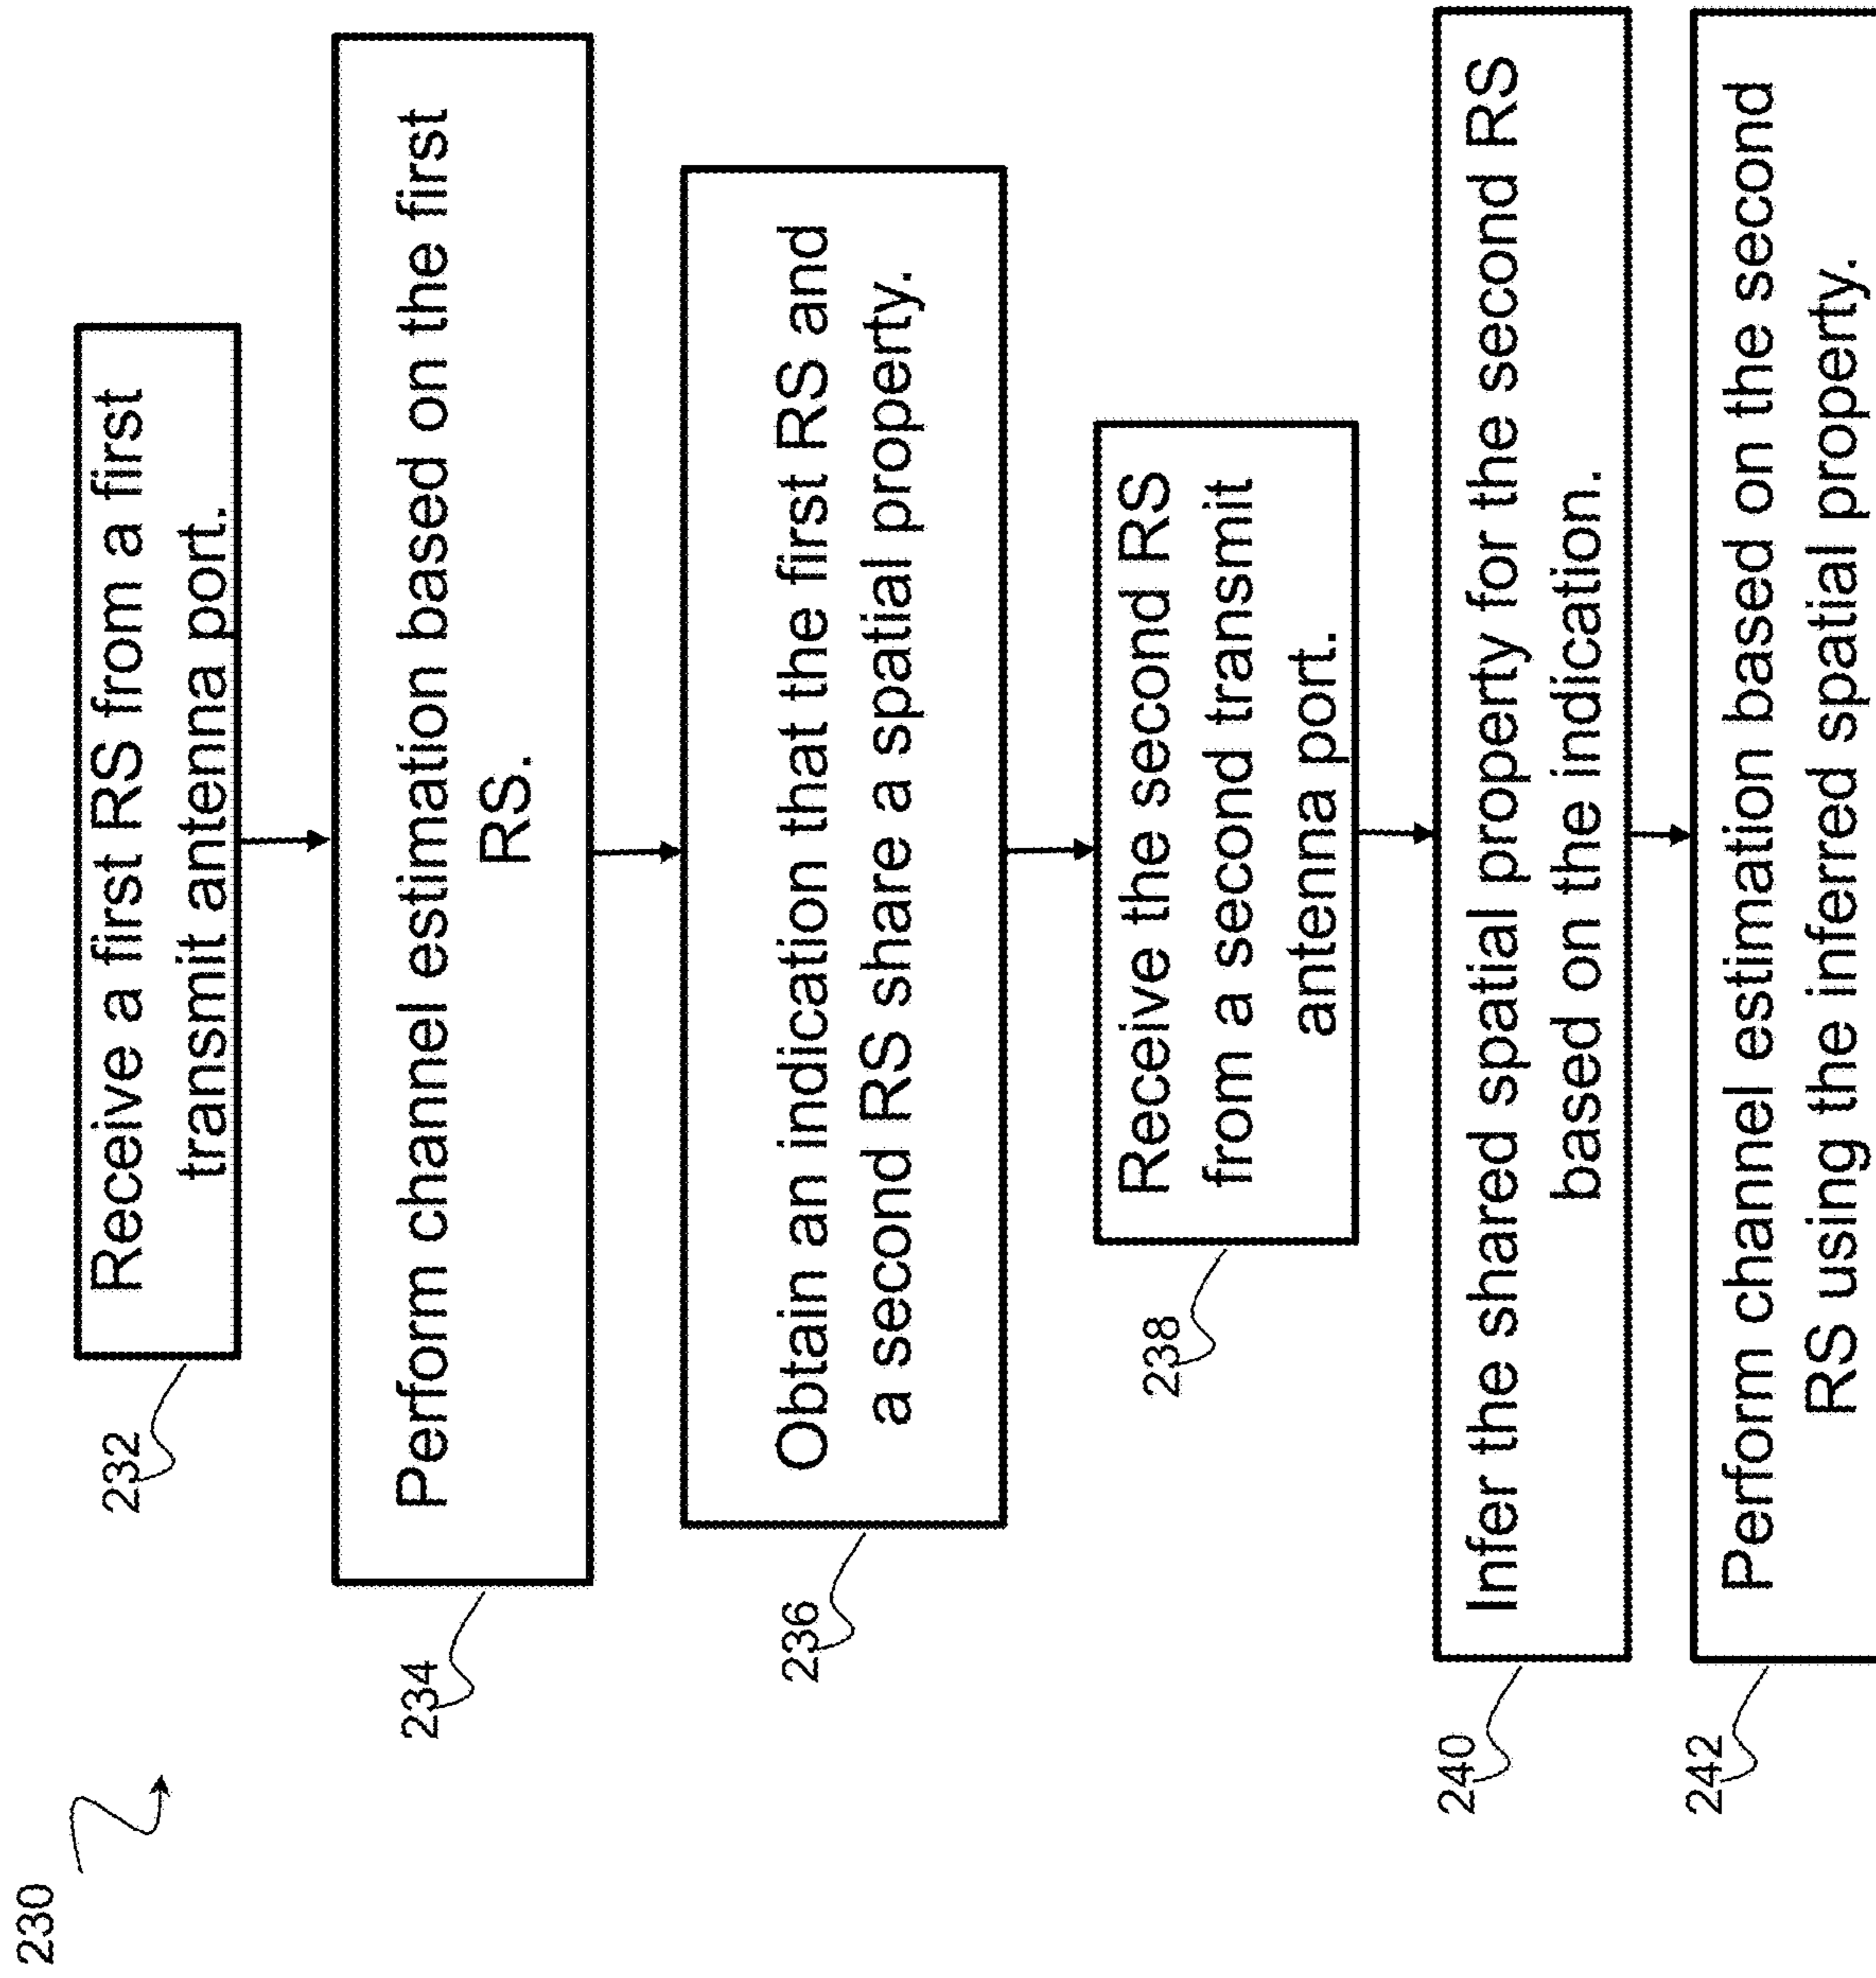 230
232
Receive a first RS from a first
transmit antenna port.
234
Perform channel estimation based on the first
RS.
236
Obtain an indication that the first RS and
a second RS share a spatial property.
238
Receive the second RS
from a second transmit
antenna port.
240
Infer the shared spatial property for the second RS
based on the indication.
242
Perform channel estimation based on the second
RS using the inferred spatial property.